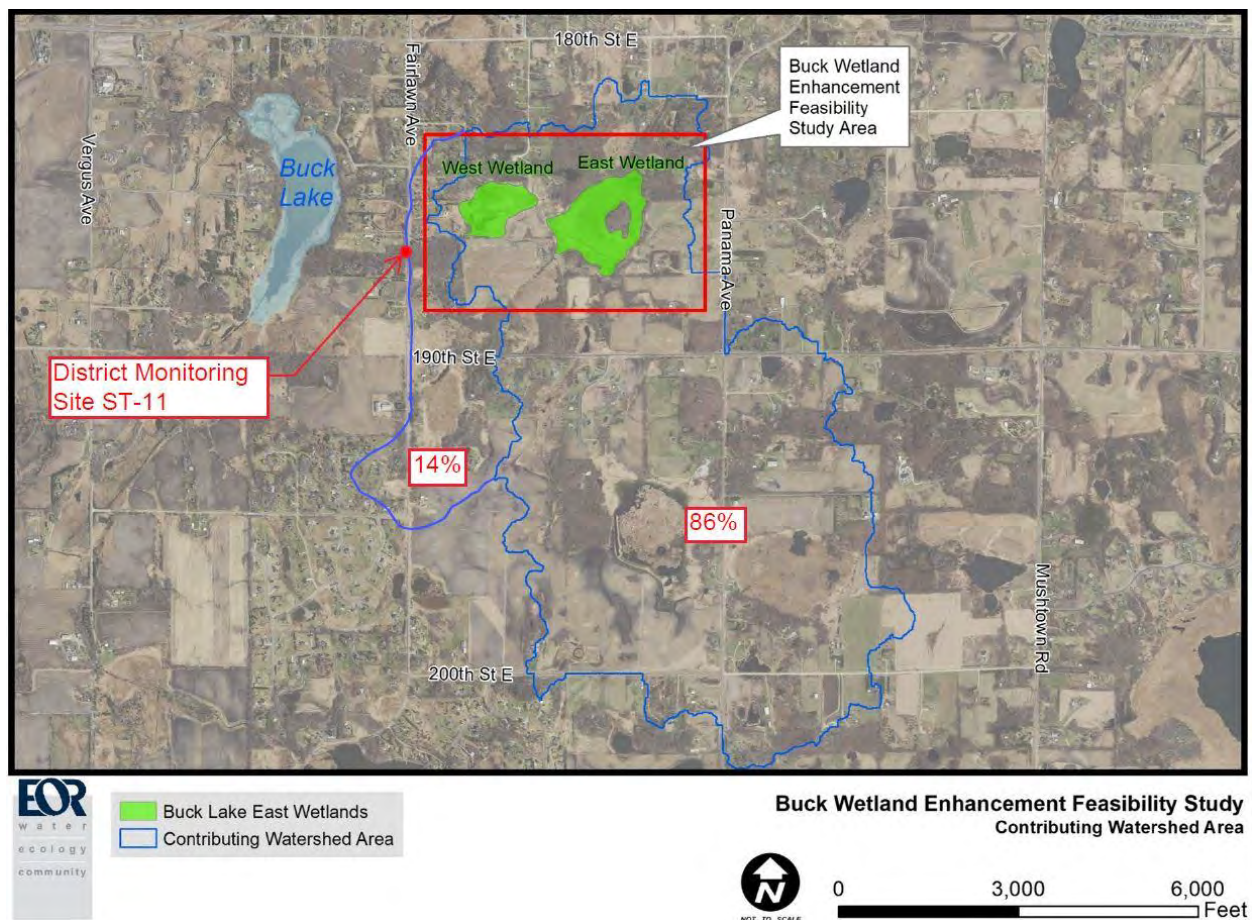 180th St E
Fairlawn Ave
Buck Wetland
Enhancement
Feasibility
Study Area
Vergus Ave
Buck
Lake
West Wetland
East Wetland
Panama Ave
190th St E
District Monitoring
Site ST-11
14%
86%
Mushtown Rd
200th St E
EOR
water
ecology
community
Buck Lake East Wetlands
Contributing Watershed Area
Buck Wetland Enhancement Feasibility Study
Contributing Watershed Area
N
NOT TO SCALE
0 3,000 6,000
Feet